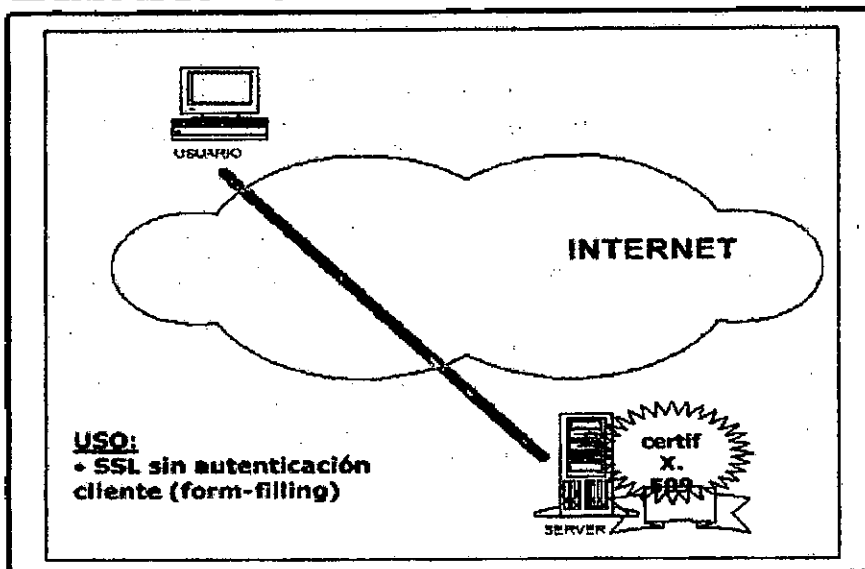 USUARIO
INTERNET
USO:
• SSL sin autenticación
cliente (form-filling)
certif
X.
509
SERVER